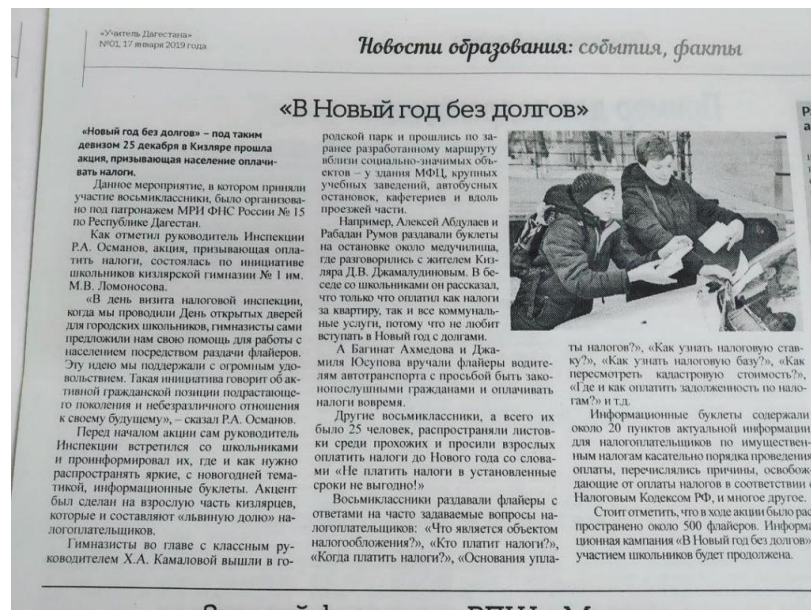 «Учитель Дагестана»
№01, 17 января 2019 года
Новости образования: события, факты
«В Новый год без долгов»
«Новый год без долгов» – под таким
девизом 25 декабря в Кизляре прошла
акция, призывающая население оплачи-
вать налоги.
Данное мероприятие, в котором приняли
участие восьмиклассники, было организова-
но под патронажем МРИ ФНС России № 15
по Республике Дагестан.
Как отметил руководитель Инспекции
Р.А. Османов, акция, призывающая опла-
тить налоги, состоялась по инициативе
школьников кизлярской гимназии № 1 им.
М.В. Ломоносова.
«В день визита налоговой инспекции,
когда мы проводили День открытых дверей
для городских школьников, гимназисты сами
предложили нам свою помощь для работы с
населением посредством раздачи флайеров.
Эту идею мы поддержали с огромным удо-
вольствием. Такая инициатива говорит об ак-
тивной гражданской позиции подрастающе-
го поколения и небезразличного отношения
к своему будущему», – сказал Р.А. Османов.
Перед началом акции сам руководитель
Инспекции встретился со школьниками
и проинформировал их, где и как нужно
распространять яркие, с новогодней тема-
тикой, информационные буклеты. Акцент
был сделан на взрослую часть кизлярцев,
которые и составляют «львиную долю» на-
логоплательщиков.
Гимназисты во главе с классным ру-
ководителем Х.А. Камаловой вышли в го-
родской парк и прошлись по за-
ранее разработанному маршруту
вблизи социально-значимых объ-
ектов – у здания МФЦ, крупных
учебных заведений, автобусных
остановок, кафетериев и вдоль
проезжей части.
Например, Алексей Абдулаев и
Рабадан Румов раздавали буклеты
на остановке около медучилища,
где разговорились с жителем Киз-
ляра Д.В. Джамалудиновым. В бе-
седе со школьниками он рассказал,
что только что оплатил как налоги
за квартиру, так и все коммуналь-
ные услуги, потому что не любит
вступать в Новый год с долгами.
А Багинат Ахмедова и Джа-
миля Юсупова вручали флайеры водите-
лям автотранспорта с просьбой быть зако-
нопослушными гражданами и оплачивать
налоги вовремя.
Другие восьмиклассники, а всего их
было 25 человек, распространяли листов-
ки среди прохожих и просили взрослых
оплатить налоги до Нового года со слова-
ми «Не платить налоги в установленные
сроки не выгодно!»
Восьмиклассники раздавали флайеры с
ответами на часто задаваемые вопросы на-
логоплательщиков: «Что является объектом
налогообложения?», «Кто платит налоги?»,
«Когда платить налоги?», «Основания упла-
ты налогов?», «Как узнать налоговую став-
ку?», «Как узнать налоговую базу?», «Как
пересмотреть кадастровую стоимость?»,
«Где и как оплатить задолженность по нало-
гам?» и т.д.
Информационные буклеты содержали
около 20 пунктов актуальной информации
для налогоплательщиков по имуществен-
ным налогам касательно порядка проведения
оплаты, перечислялись причины, освобож-
дающие от оплаты налогов в соответствии с
Налоговым Кодексом РФ, и многое другое.
Стоит отметить, что в ходе акции было рас-
пространено около 500 флайеров. Информа-
ционная кампания «В Новый год без долгов»
участием школьников будет продолжена.